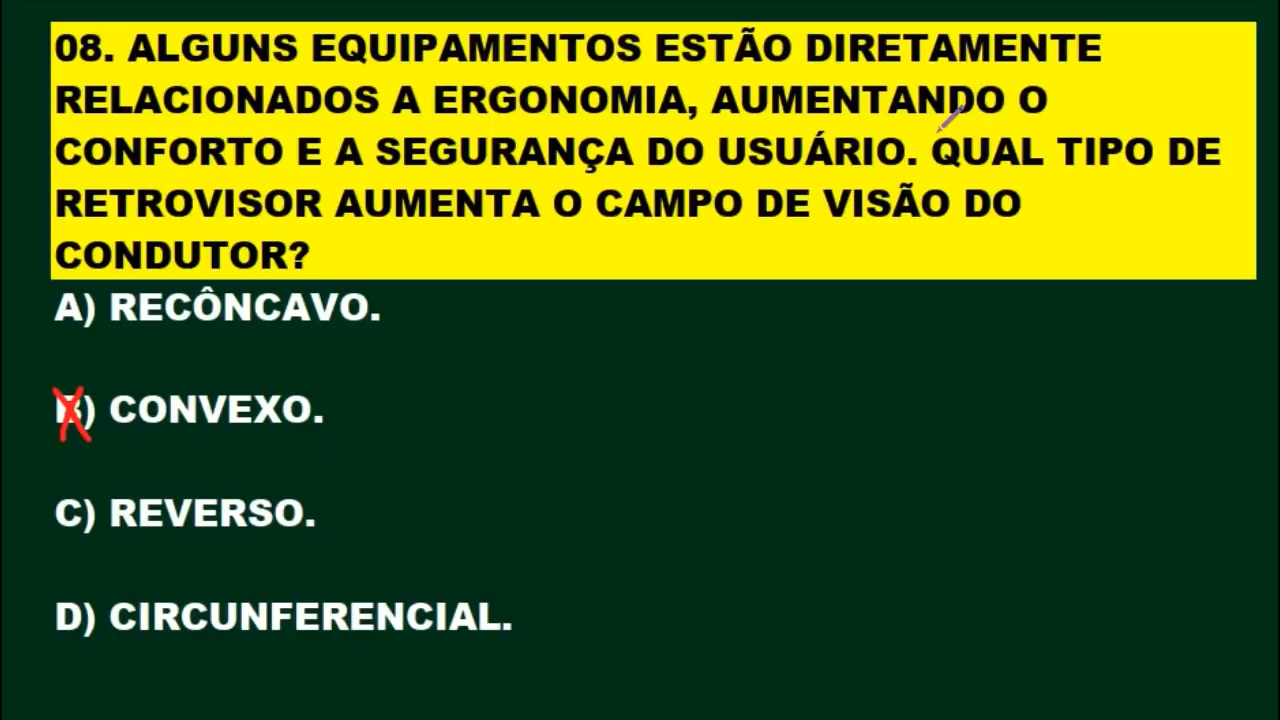 08. ALGUNS EQUIPAMENTOS ESTÃO DIRETAMENTE
RELACIONADOS A ERGONOMIA, AUMENTANDO O
CONFORTO E A SEGURANÇA DO USUÁRIO. QUAL TIPO DE
RETROVISOR AUMENTA O CAMPO DE VISÃO DO
CONDUTOR?
A) RECÔNCAVO.
B) CONVEXO.
C) REVERSO.
D) CIRCUNFERENCIAL.